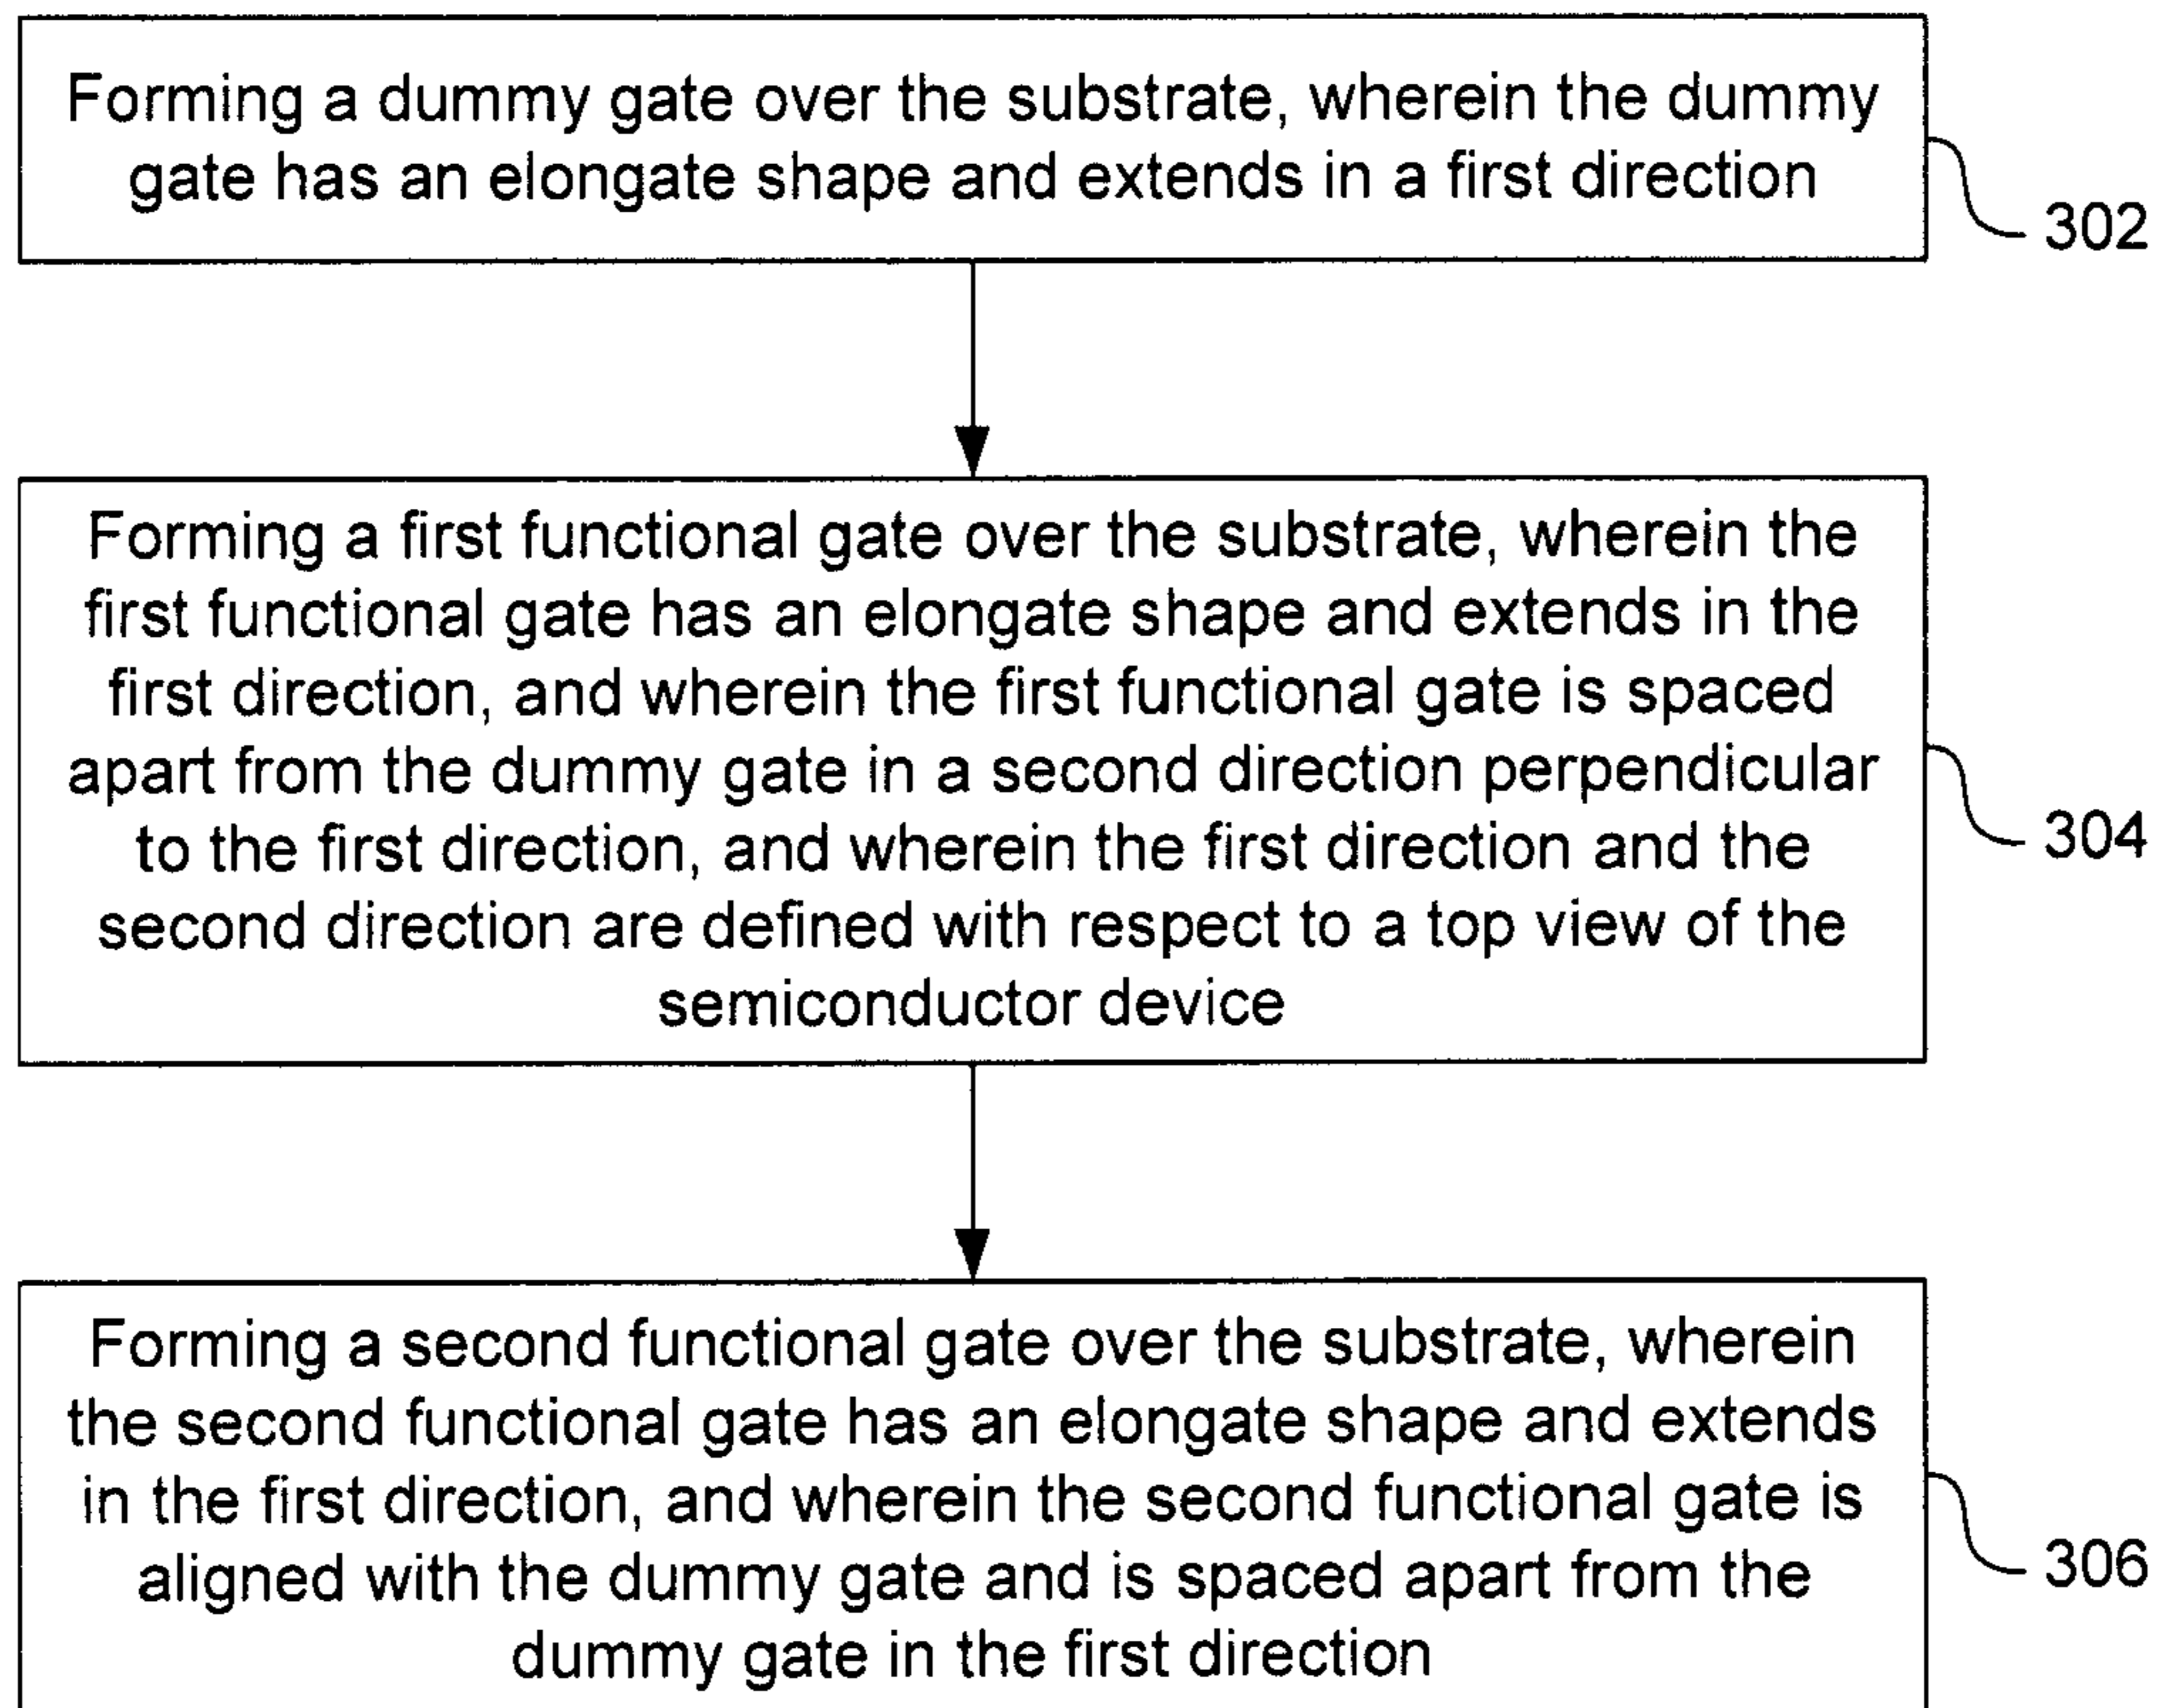 Forming a dummy gate over the substrate, wherein the dummy
gate has an elongate shape and extends in a first direction
302
Forming a first functional gate over the substrate, wherein the
first functional gate has an elongate shape and extends in the
first direction, and wherein the first functional gate is spaced
apart from the dummy gate in a second direction perpendicular
to the first direction, and wherein the first direction and the
second direction are defined with respect to a top view of the
semiconductor device
304
Forming a second functional gate over the substrate, wherein
the second functional gate has an elongate shape and extends
in the first direction, and wherein the second functional gate is
aligned with the dummy gate and is spaced apart from the
dummy gate in the first direction
306